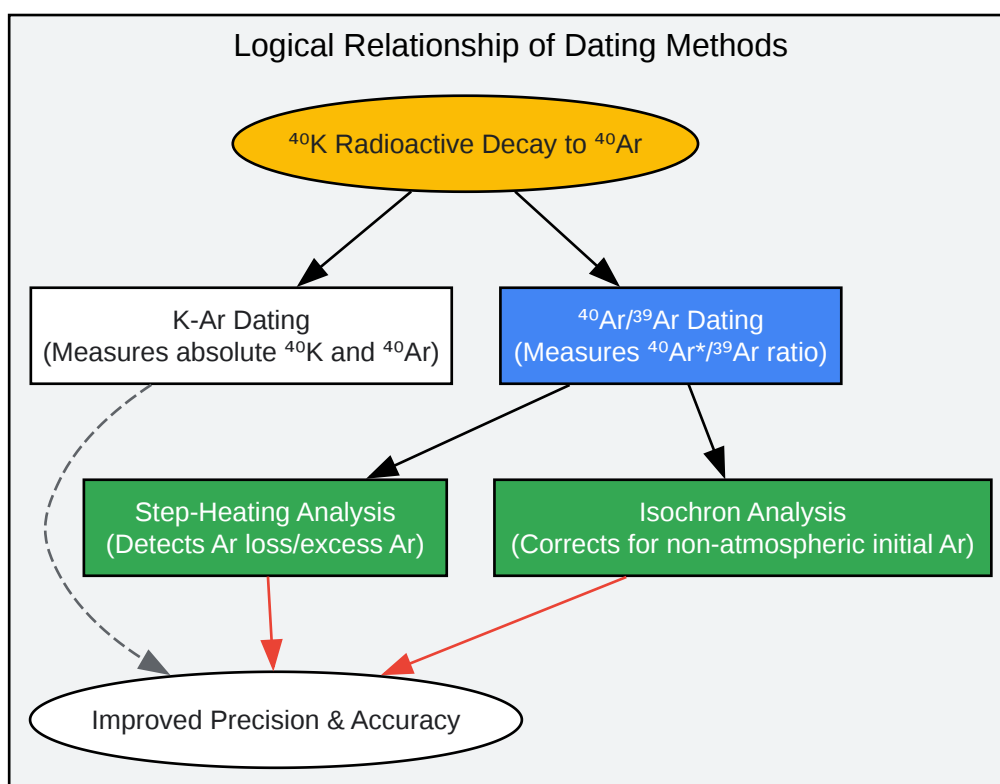 Logical Relationship of Dating Methods
⁴⁰K Radioactive Decay to ⁴⁰Ar
K-Ar Dating
(Measures absolute ⁴⁰K and ⁴⁰Ar)
⁴⁰Ar/³⁹Ar Dating
(Measures ⁴⁰Ar*/³⁹Ar ratio)
Step-Heating Analysis
(Detects Ar loss/excess Ar)
Isochron Analysis
(Corrects for non-atmospheric initial Ar)
Improved Precision & Accuracy